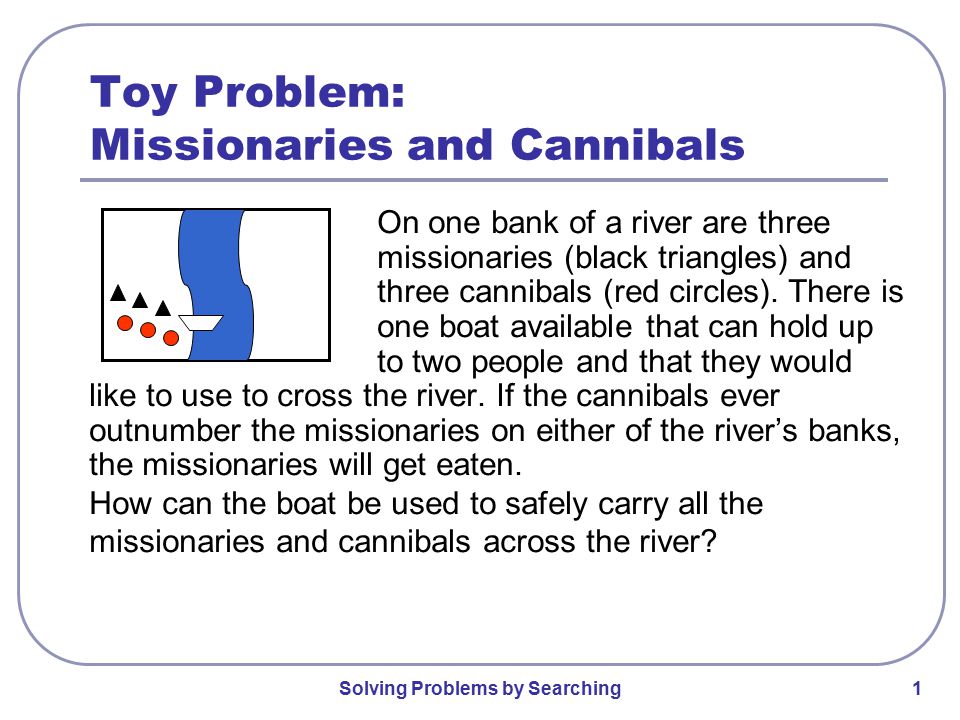 Toy Problem:
Missionaries and Cannibals
On one bank of a river are three
missionaries (black triangles) and
three cannibals (red circles). There is
one boat available that can hold up
to two people and that they would
like to use to cross the river. If the cannibals ever
outnumber the missionaries on either of the river’s banks,
the missionaries will get eaten.
How can the boat be used to safely carry all the
missionaries and cannibals across the river?
Solving Problems by Searching 1